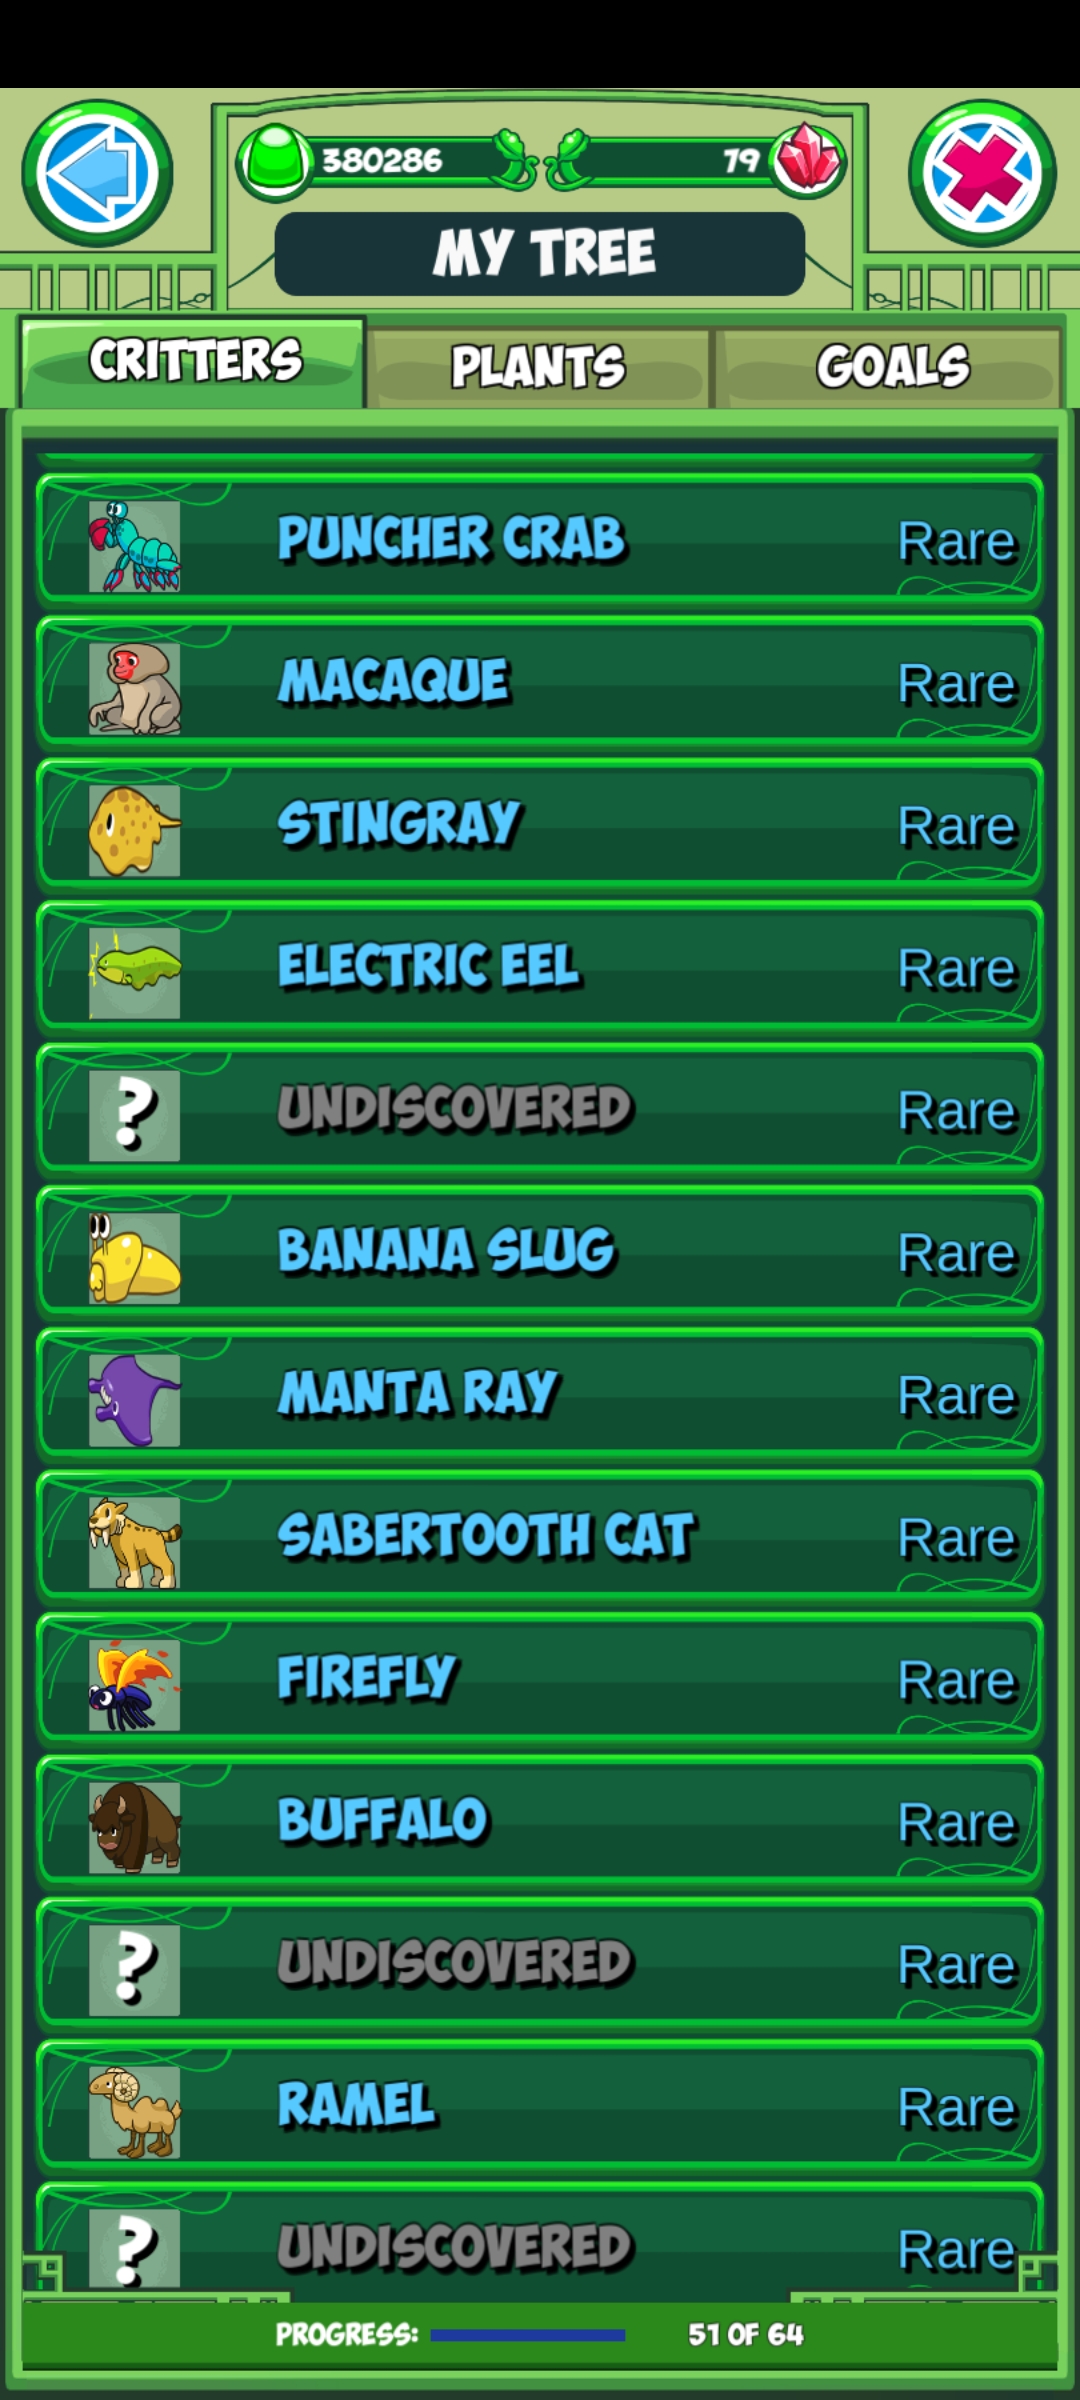 380286
79
MY TREE
CRITTERS
PLANTS
GOALS
PUNCHER CRAB Rare
MACAQUE Rare
STINGRAY Rare
ELECTRIC EEL Rare
? UNDISCOVERED Rare
BANANA SLUG Rare
MANTA RAY Rare
SABERTOOTH CAT Rare
FIREFLY Rare
BUFFALO Rare
? UNDISCOVERED Rare
RAMEL Rare
? UNDISCOVERED Rare
PROGRESS: 51 OF 64